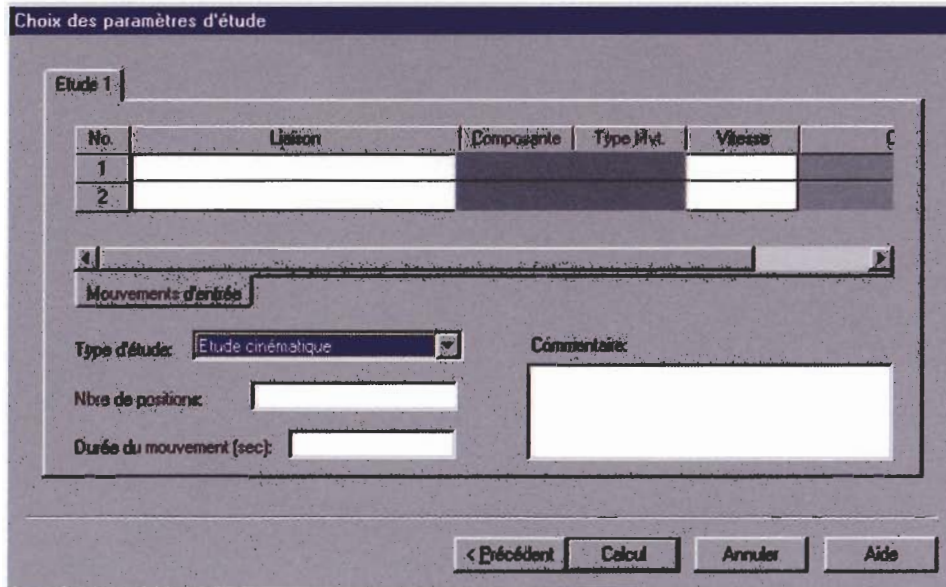 Choix des paramètres d'étude
Etude 1
No. Liaison Composante Type Mvt. Vitesse C
1
2
Mouvements d'entrée
Type d'étude: Etude cinématique Commentaire:
Nbre de positions:
Durée du mouvement (sec):
< Précédent Calcul Annuler Aide